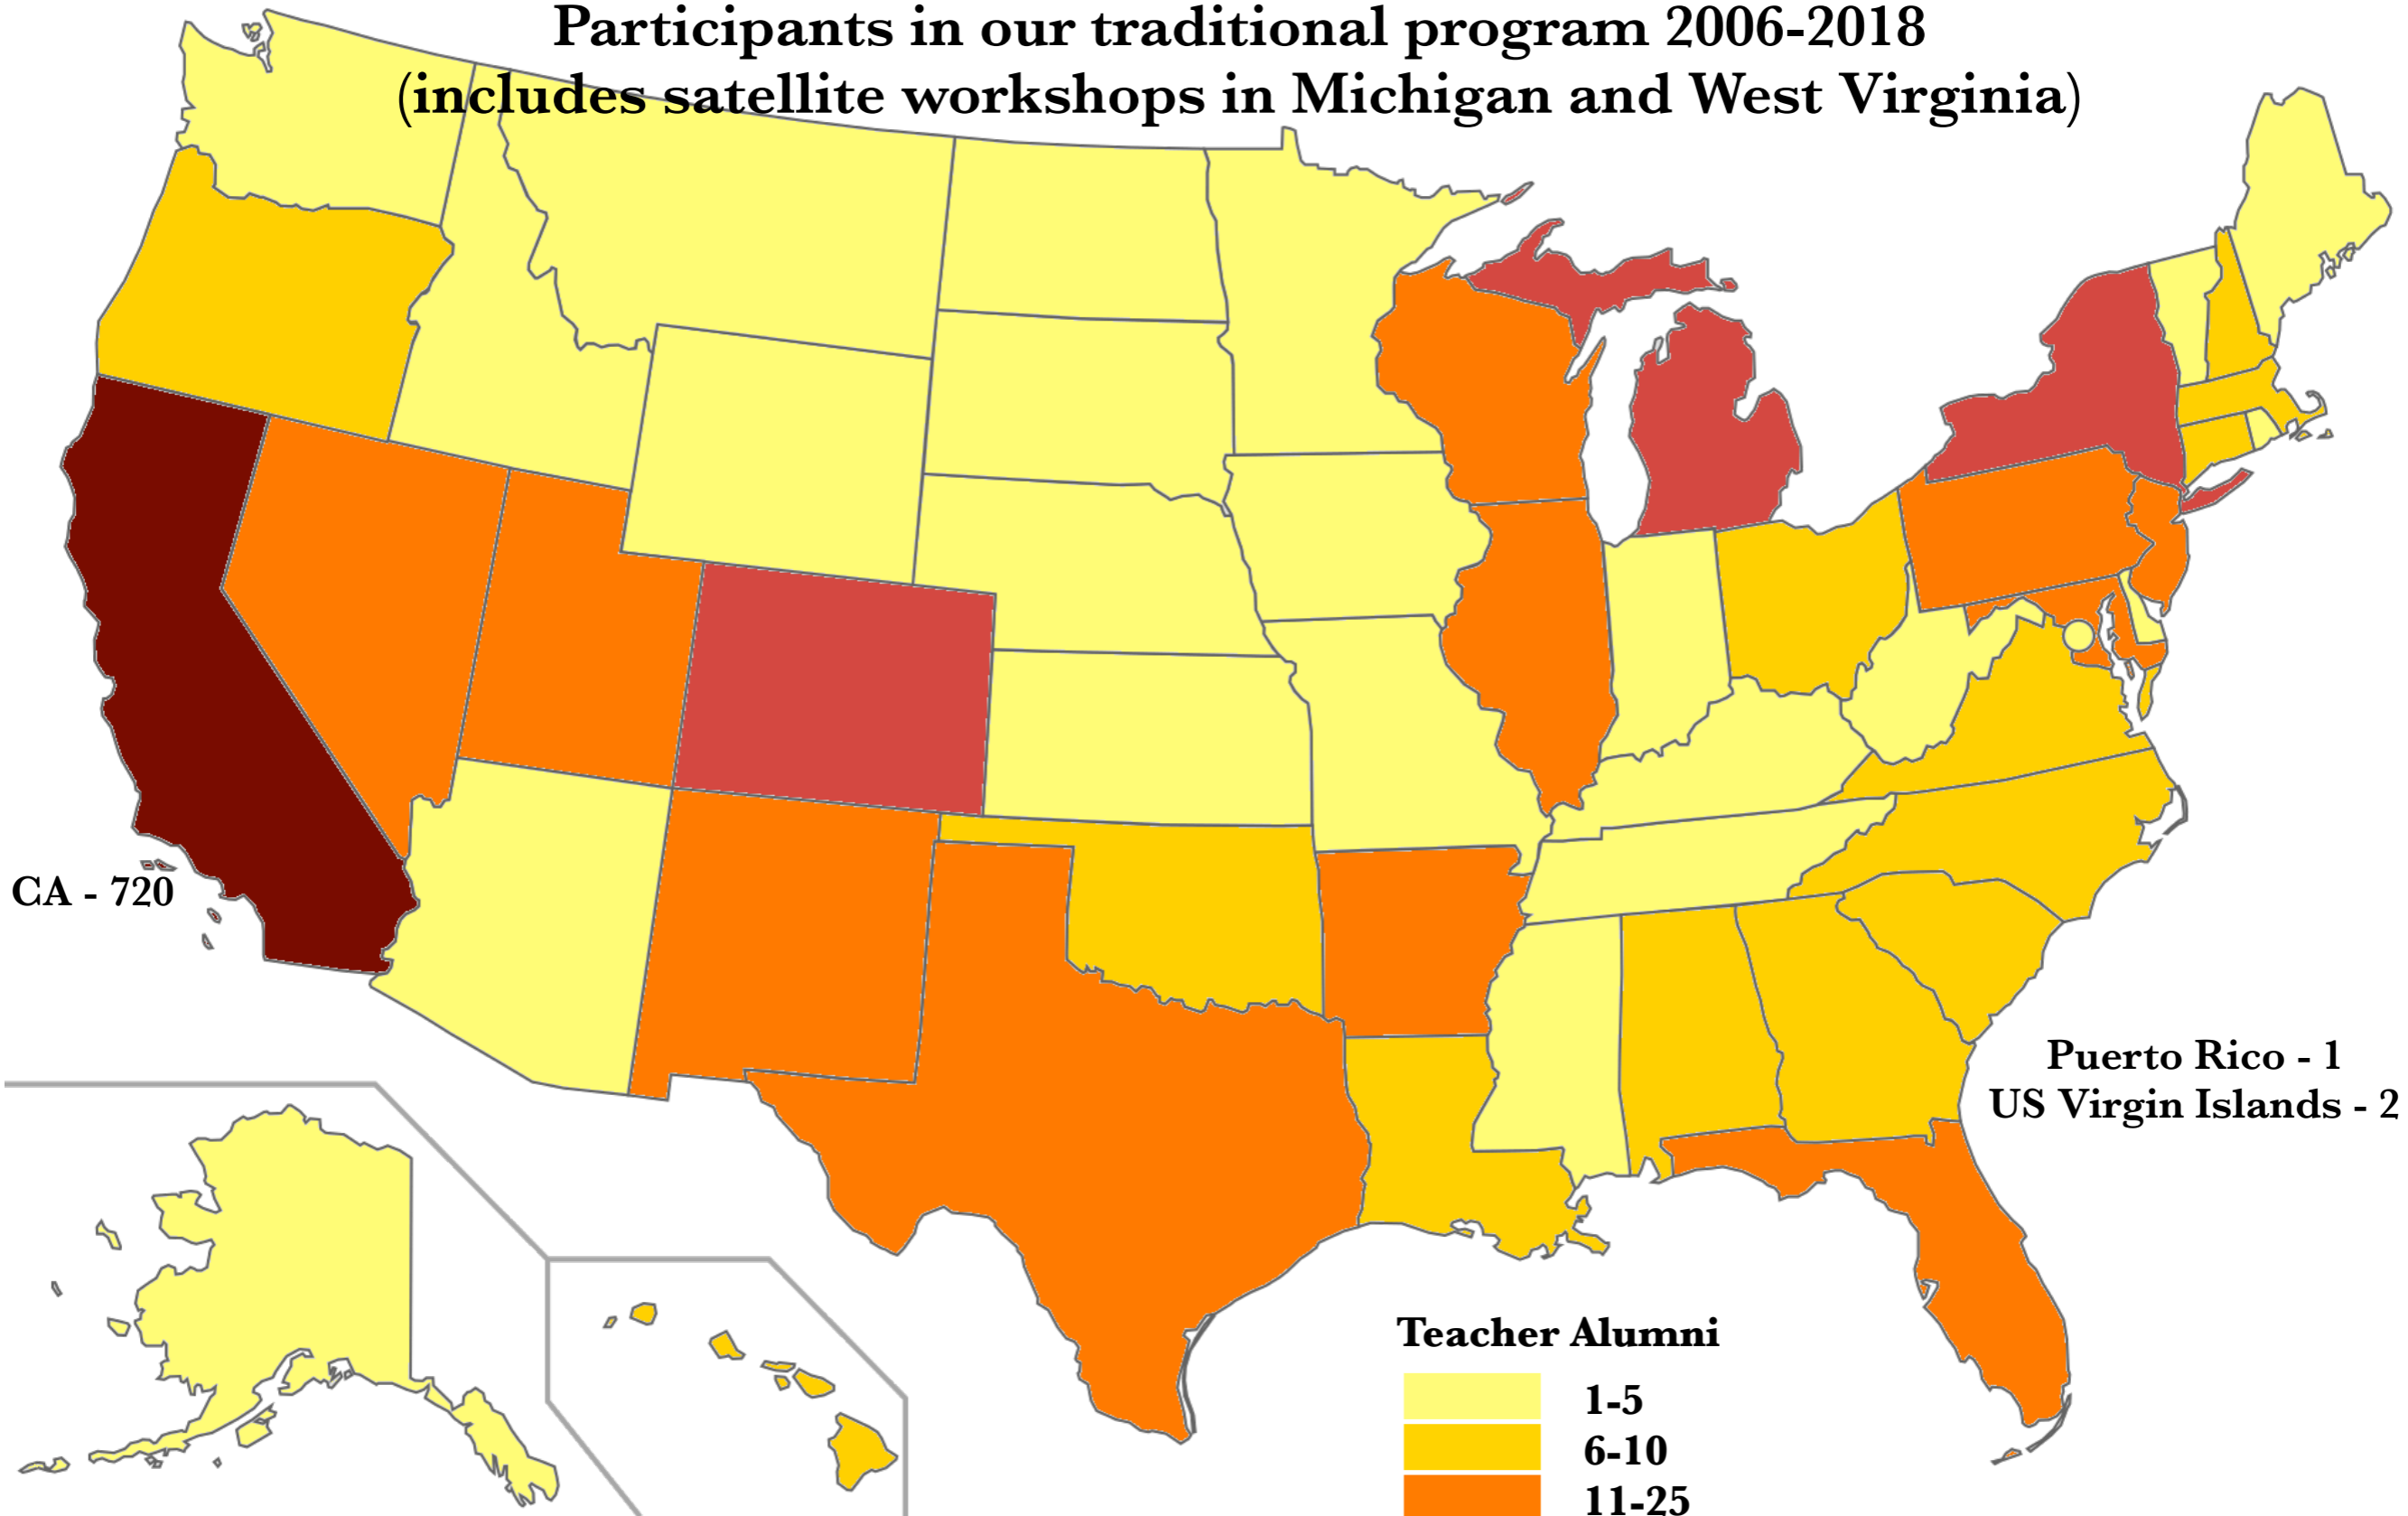 Participants in our traditional program 2006-2018
(includes satellite workshops in Michigan and West Virginia)
CA - 720
Puerto Rico - 1
US Virgin Islands - 2
Teacher Alumni
1-5
6-10
11-25